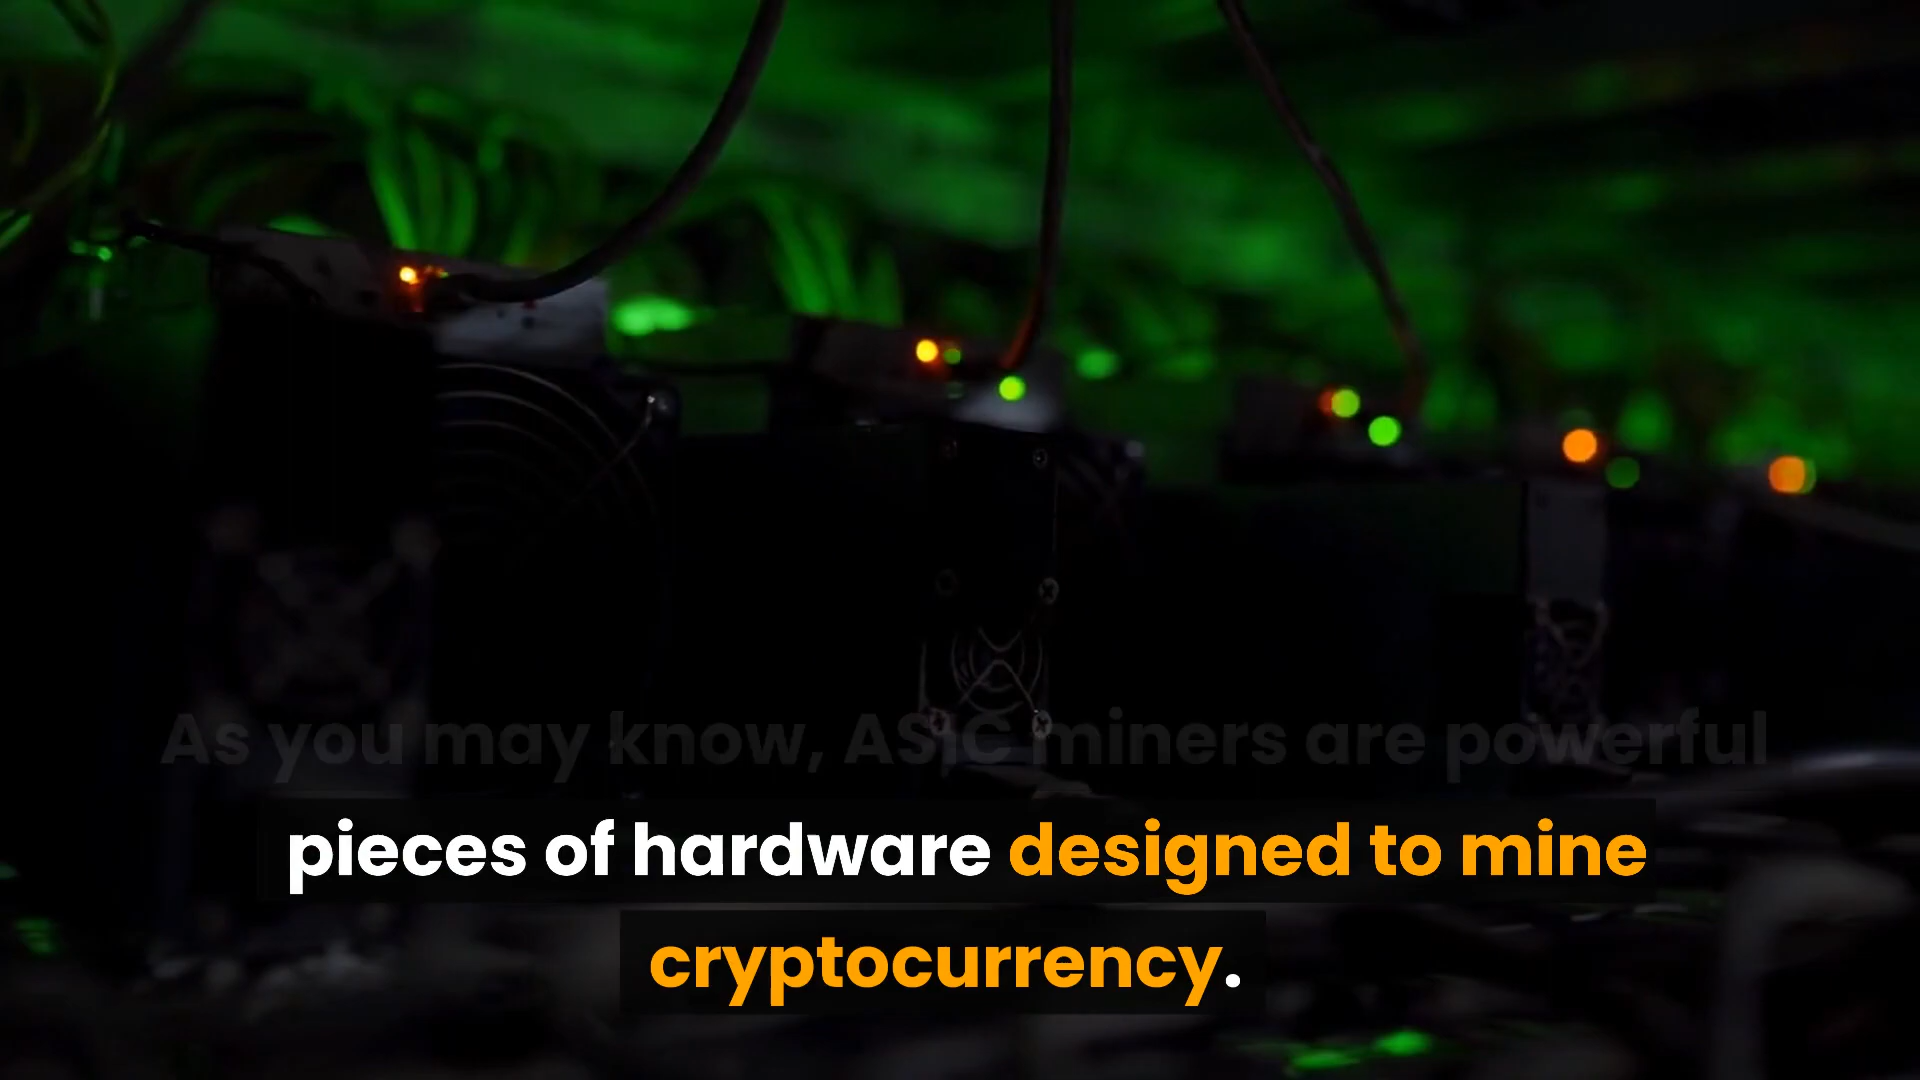 As you may know, ASIC miners are powerful
pieces of hardware designed to mine
cryptocurrency.